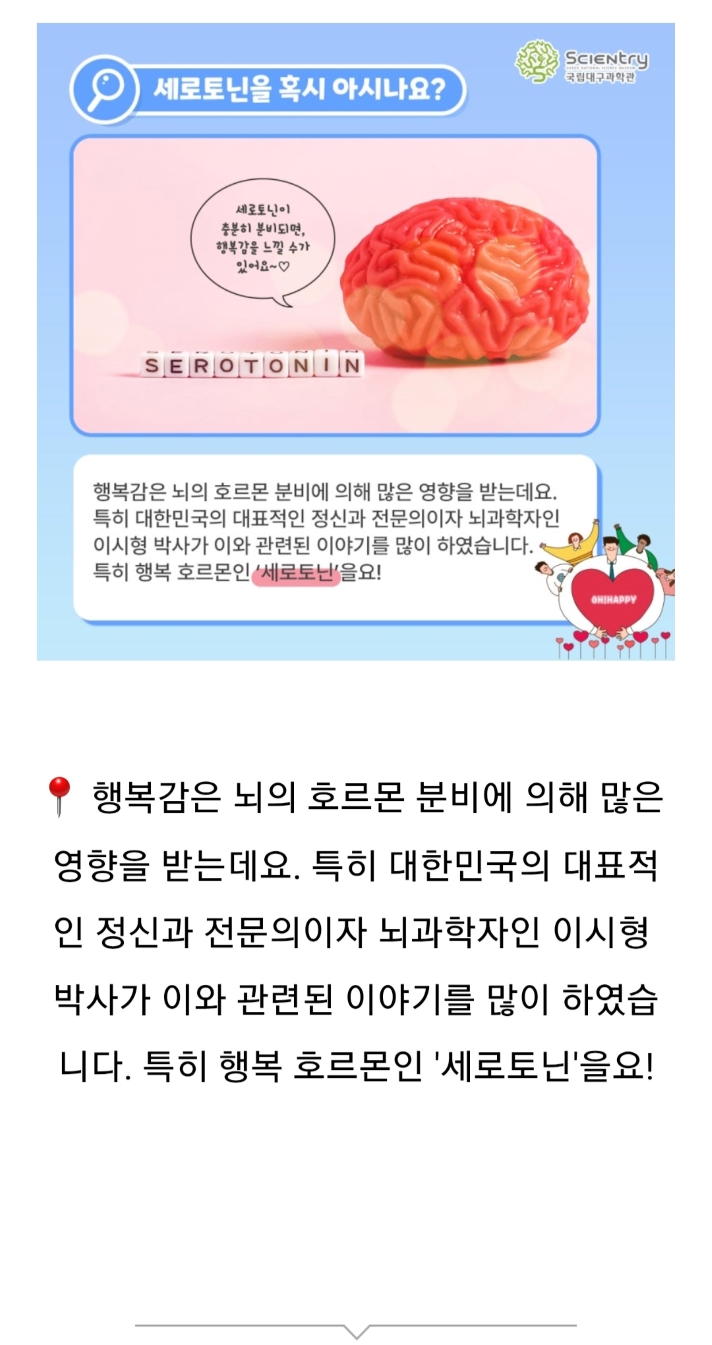 Scientry
국립대구과학관
세로토닌을 혹시 아시나요?
세로토닌이
충분히 분비되면,
행복감을 느낄 수가
있어요~♡
SEROTONIN
행복감은 뇌의 호르몬 분비에 의해 많은 영향을 받는데요.
특히 대한민국의 대표적인 정신과 전문의이자 뇌과학자인
이시형 박사가 이와 관련된 이야기를 많이 하였습니다.
특히 행복 호르몬인 '세로토닌'을요!
OH!HAPPY
📍 행복감은 뇌의 호르몬 분비에 의해 많은
영향을 받는데요. 특히 대한민국의 대표적
인 정신과 전문의이자 뇌과학자인 이시형
박사가 이와 관련된 이야기를 많이 하였습
니다. 특히 행복 호르몬인 '세로토닌'을요!